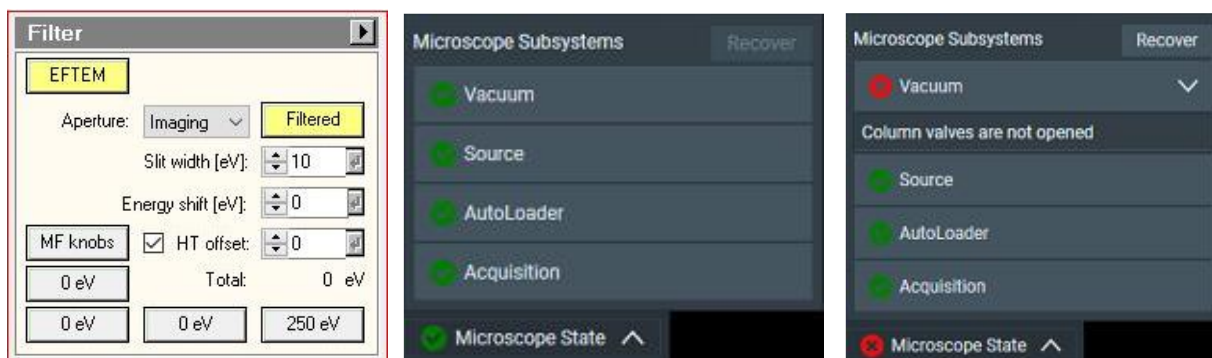 Filter
EFTEM
Aperture: Imaging Filtered
Slit width [eV]: 10
Energy shift [eV]: 0
MF knobs HT offset: 0
0 eV Total: 0 eV
0 eV 0 eV 250 eV
Microscope Subsystems Recover
Vacuum
Source
AutoLoader
Acquisition
Microscope State
Microscope Subsystems Recover
Vacuum
Column valves are not opened
Source
AutoLoader
Acquisition
Microscope State